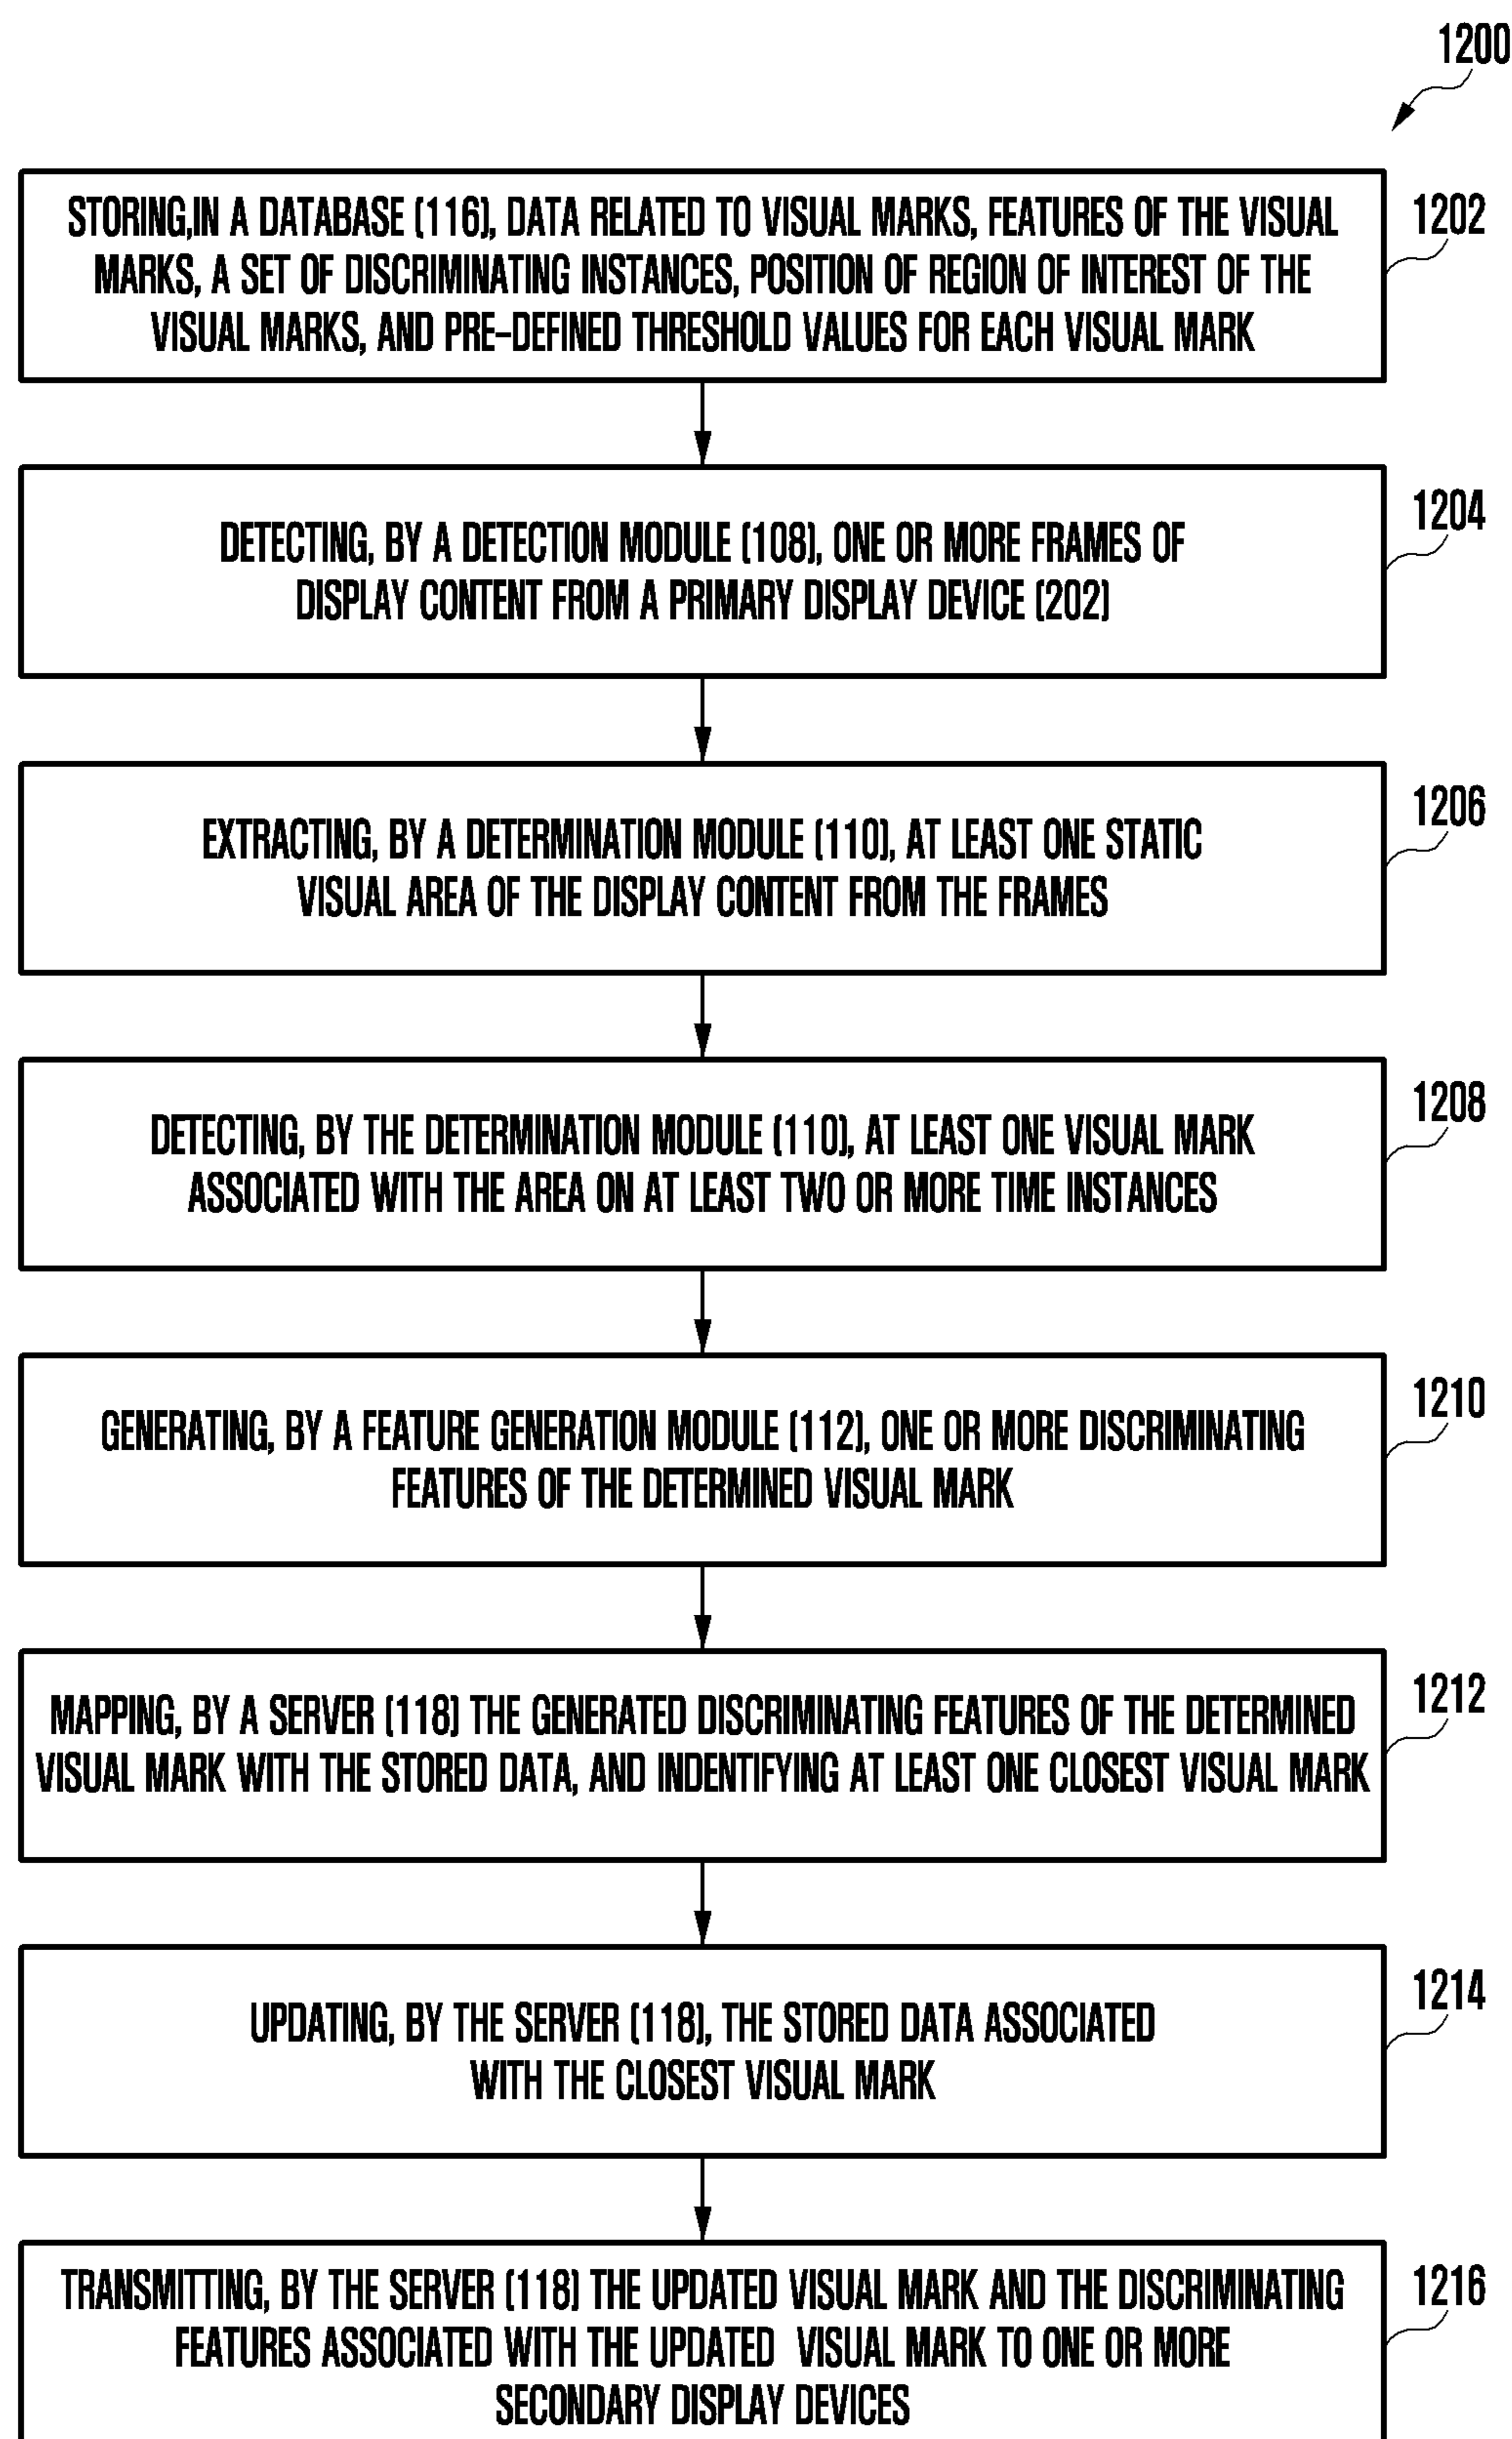 1200
STORING,IN A DATABASE (116), DATA RELATED TO VISUAL MARKS, FEATURES OF THE VISUAL
MARKS, A SET OF DISCRIMINATING INSTANCES, POSITION OF REGION OF INTEREST OF THE
VISUAL MARKS, AND PRE-DEFINED THRESHOLD VALUES FOR EACH VISUAL MARK
1202
DETECTING, BY A DETECTION MODULE (108), ONE OR MORE FRAMES OF
DISPLAY CONTENT FROM A PRIMARY DISPLAY DEVICE (202)
1204
EXTRACTING, BY A DETERMINATION MODULE (110), AT LEAST ONE STATIC
VISUAL AREA OF THE DISPLAY CONTENT FROM THE FRAMES
1206
DETECTING, BY THE DETERMINATION MODULE (110), AT LEAST ONE VISUAL MARK
ASSOCIATED WITH THE AREA ON AT LEAST TWO OR MORE TIME INSTANCES
1208
GENERATING, BY A FEATURE GENERATION MODULE (112), ONE OR MORE DISCRIMINATING
FEATURES OF THE DETERMINED VISUAL MARK
1210
MAPPING, BY A SERVER (118) THE GENERATED DISCRIMINATING FEATURES OF THE DETERMINED
VISUAL MARK WITH THE STORED DATA, AND INDENTIFYING AT LEAST ONE CLOSEST VISUAL MARK
1212
UPDATING, BY THE SERVER (118), THE STORED DATA ASSOCIATED
WITH THE CLOSEST VISUAL MARK
1214
TRANSMITTING, BY THE SERVER (118) THE UPDATED VISUAL MARK AND THE DISCRIMINATING
FEATURES ASSOCIATED WITH THE UPDATED VISUAL MARK TO ONE OR MORE
SECONDARY DISPLAY DEVICES
1216